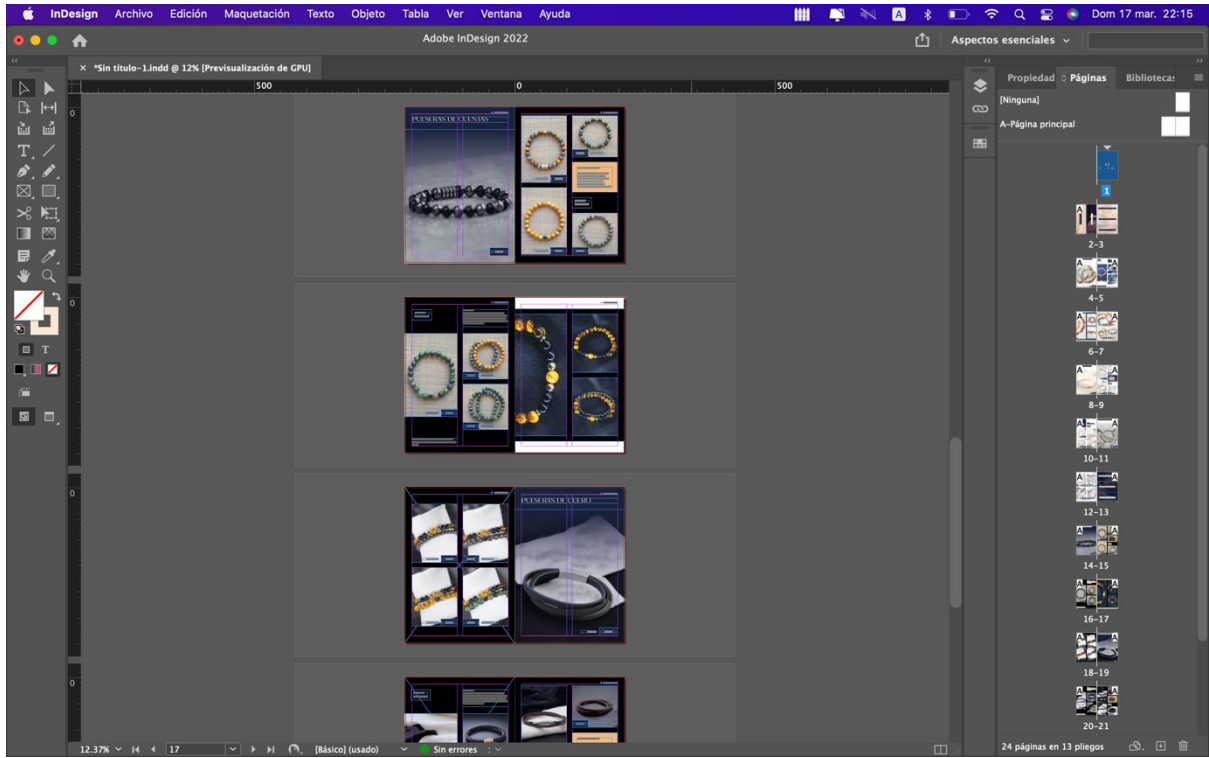 InDesign Archivo Edición Maquetación Texto Objeto Tabla Ver Ventana Ayuda A Dom 17 mar. 22:15
Adobe InDesign 2022 Aspectos esenciales
× *Sin título-1.indd @ 12% [Previsualización de GPU]
500 0 500
Propiedad Páginas Bibliotecas
[Ninguna]
A-Página principal
1
2-3
4-5
6-7
8-9
10-11
12-13
14-15
16-17
18-19
20-21
24 páginas en 13 pliegos
0
PULSERAS DE CUENTAS
0
0
PULSERAS DE CUERO
0
12.37% 17 [Básico] (usado) Sin errores